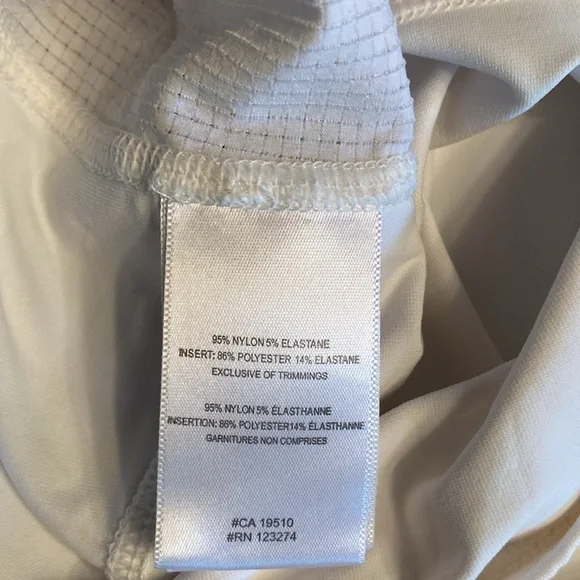 95% NYLON 5% ELASTANE
INSERT: 86% POLYESTER 14% ELASTANE
EXCLUSIVE OF TRIMMINGS
95% NYLON 5% ÉLASTHANNE
INSERTION: 86% POLYESTER14% ÉLASTHANNE
GARNITURES NON COMPRISES
#CA 19510
#RN 123274